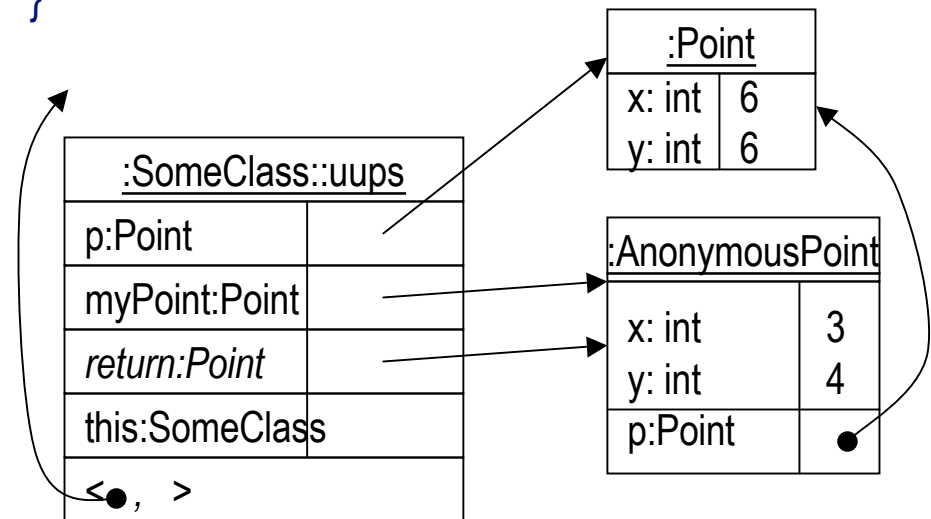 }
:SomeClass::uups
p:Point
myPoint:Point
return:Point
this:SomeClass
< , >
:Point
x: int 6
y: int 6
:AnonymousPoint
x: int 3
y: int 4
p:Point